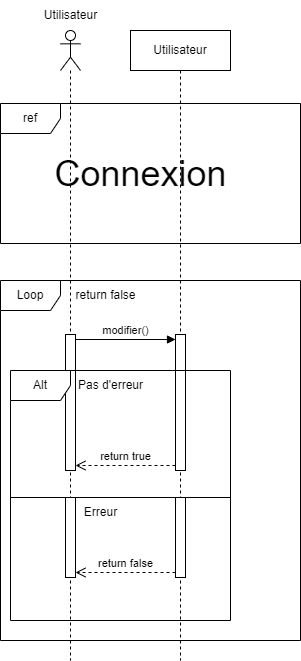 Utilisateur
Utilisateur
ref
Connexion
Loop
return false
modifier()
Alt
Pas d'erreur
return true
Erreur
return false